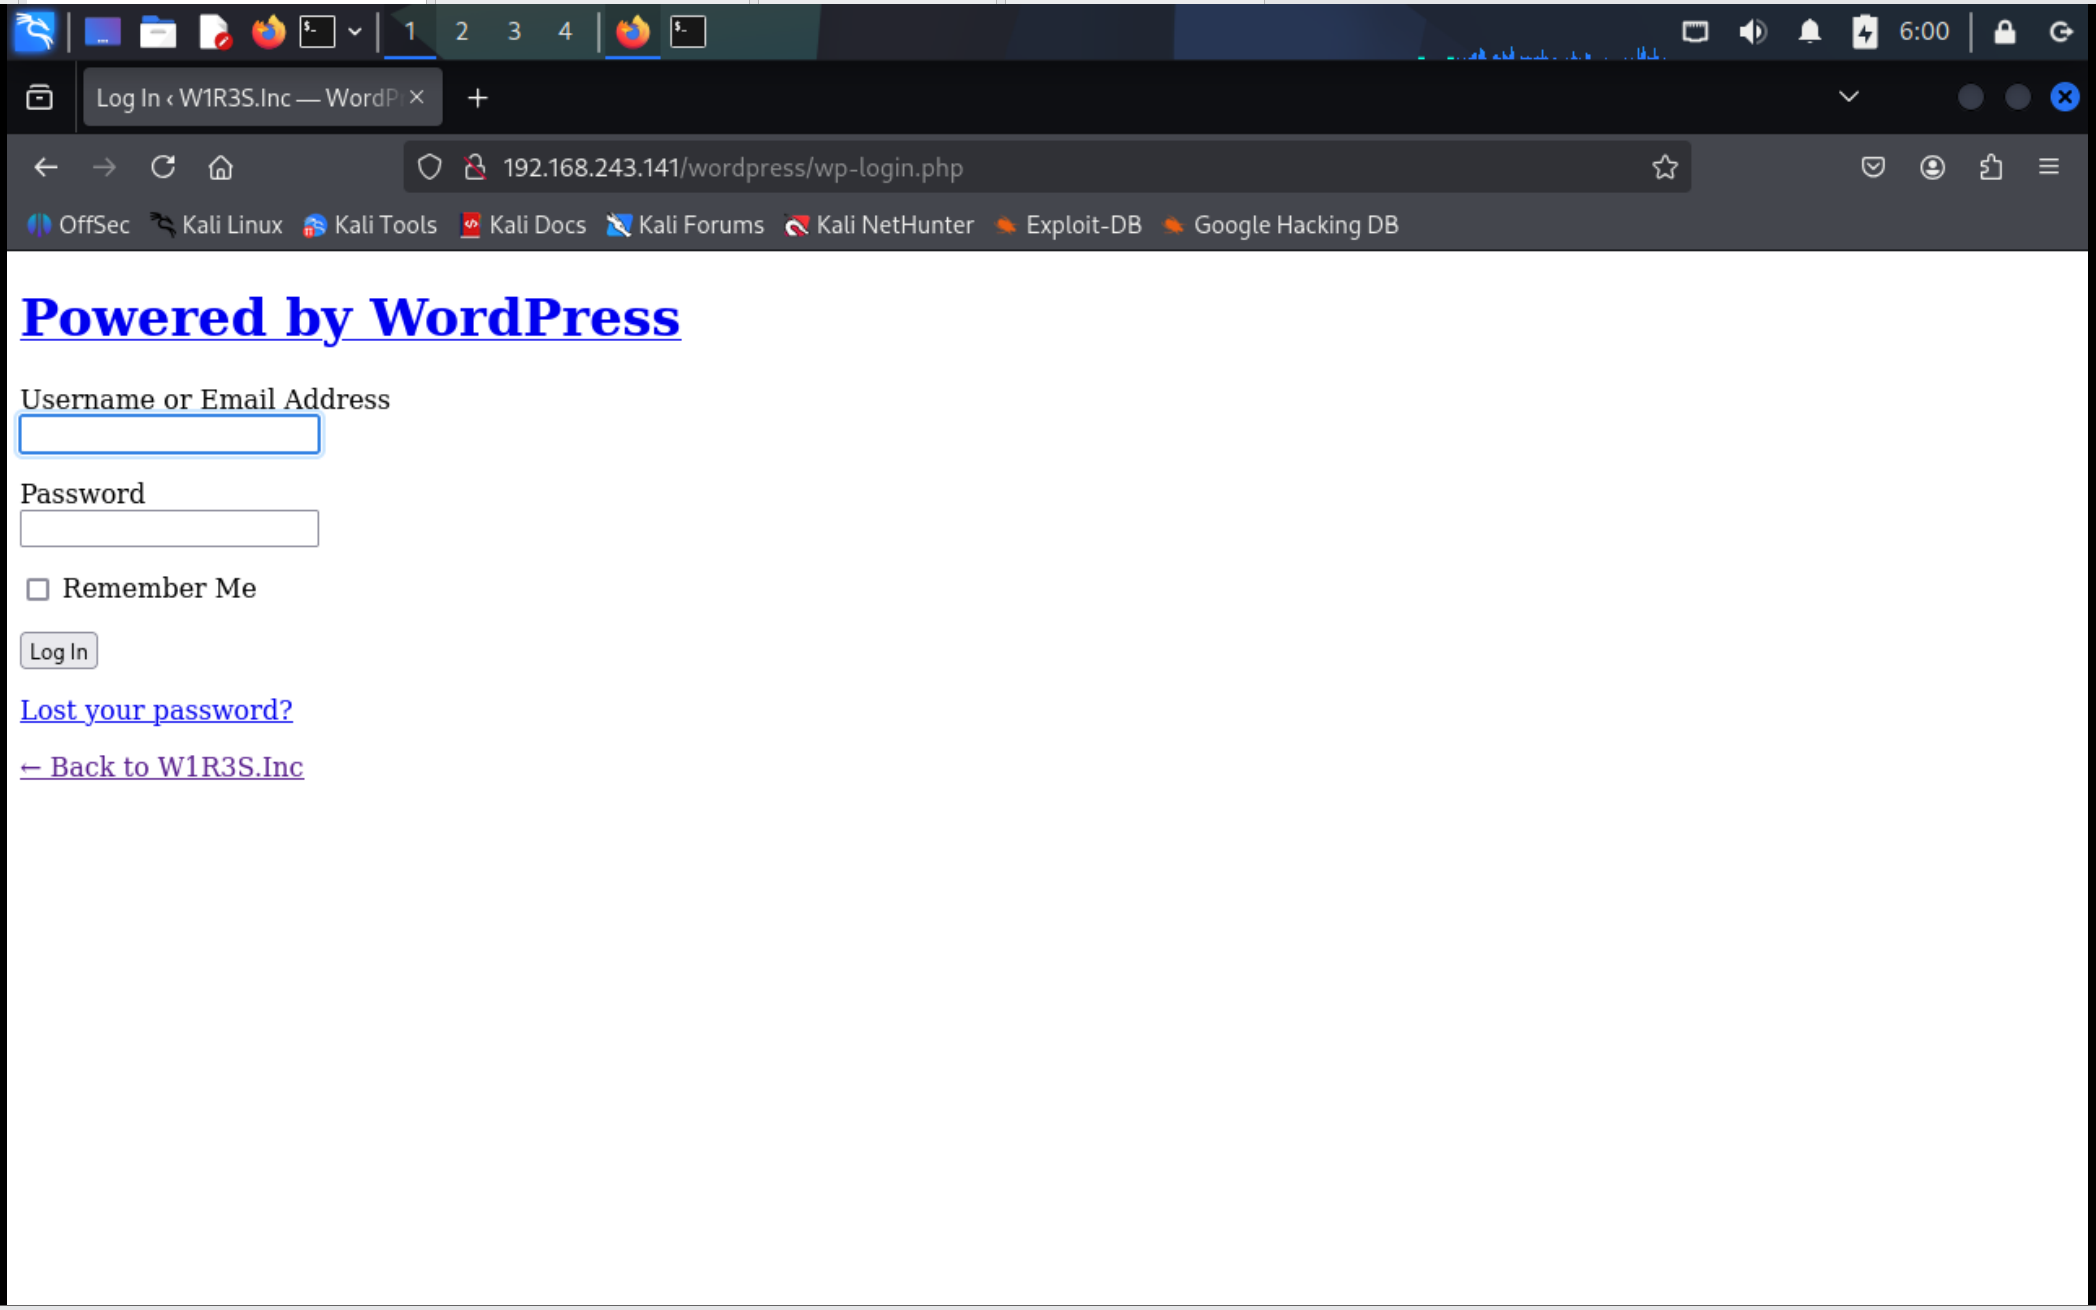 1 2 3 4 6:00
Log In ‹ W1R3S.Inc — WordPr
192.168.243.141/wordpress/wp-login.php
OffSec Kali Linux Kali Tools Kali Docs Kali Forums Kali NetHunter Exploit-DB Google Hacking DB
Powered by WordPress
Username or Email Address
Password
Remember Me
Log In
Lost your password?
← Back to W1R3S.Inc